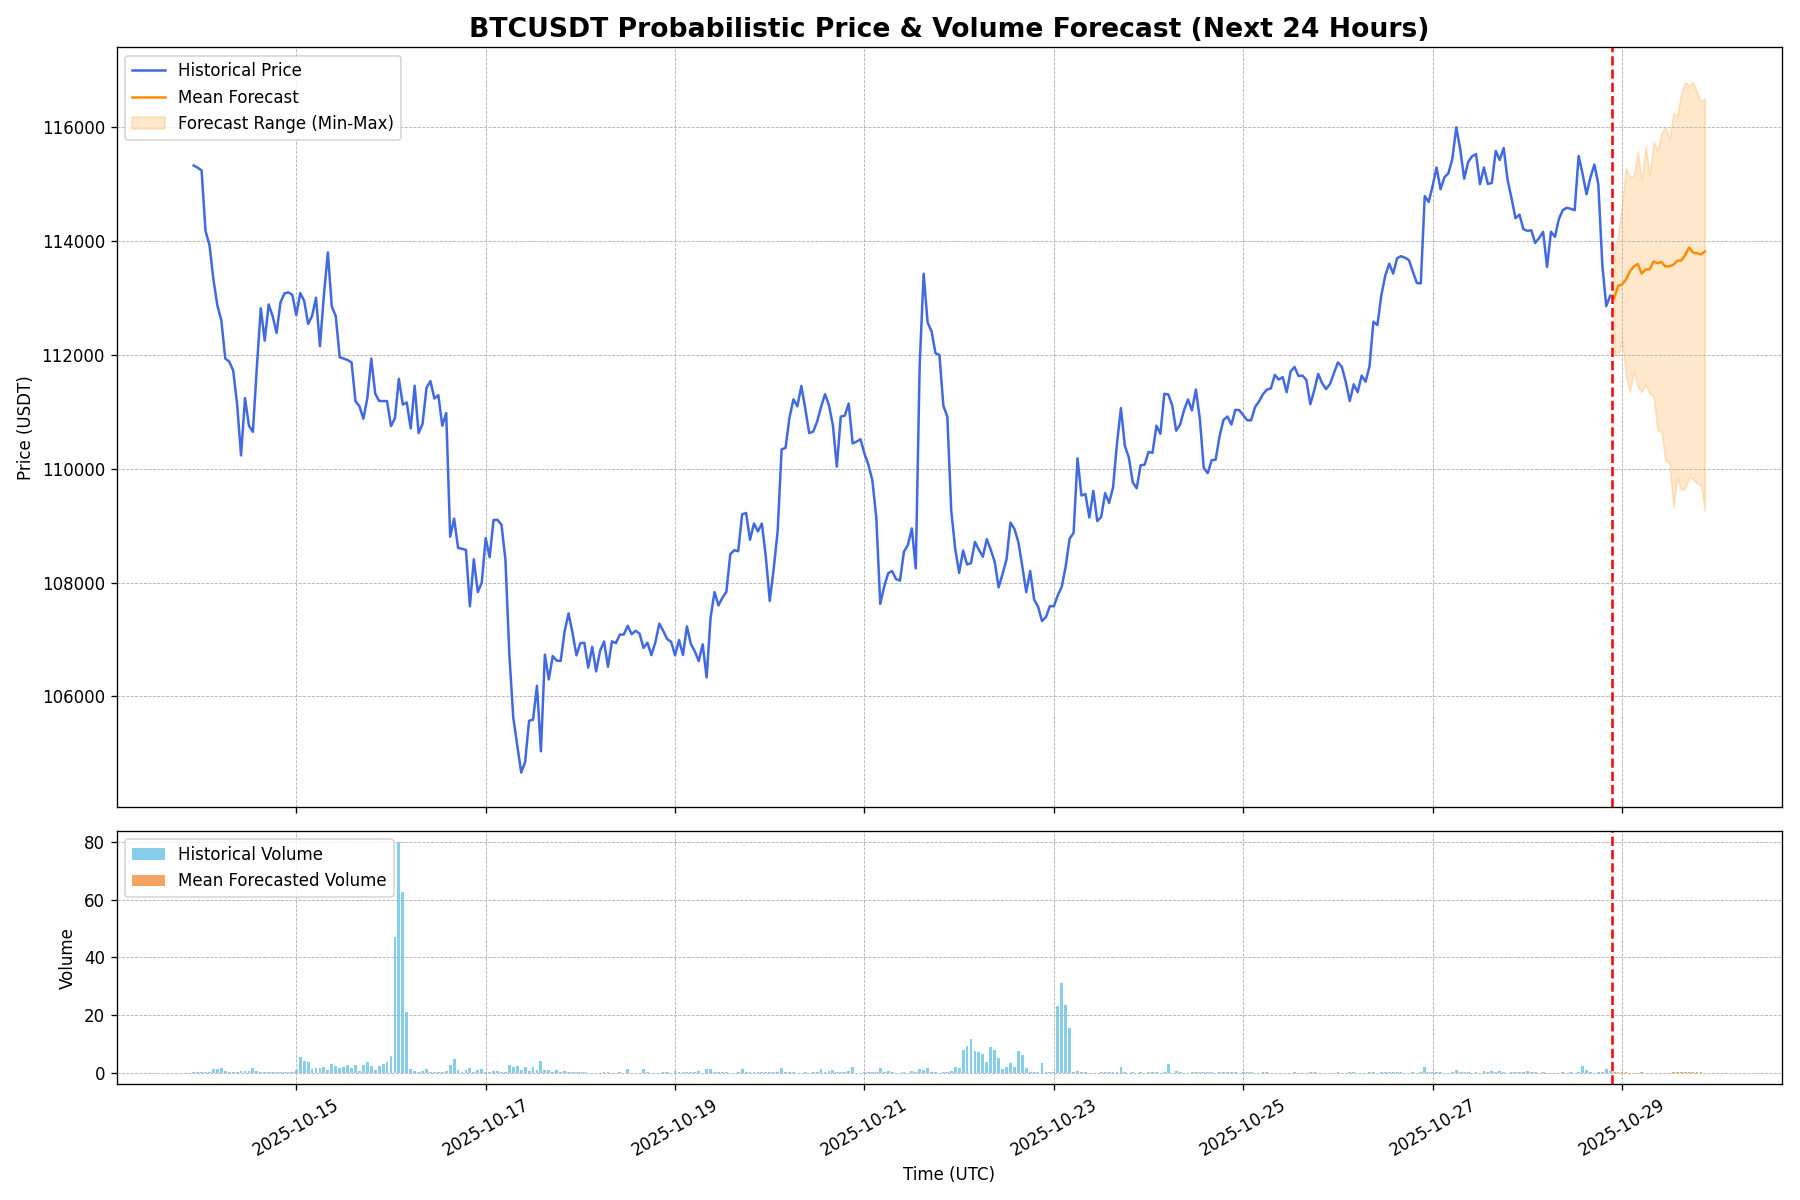 BTCUSDT Probabilistic Price & Volume Forecast (Next 24 Hours)
Historical Price
Mean Forecast
Forecast Range (Min-Max)
116000
114000
112000
110000
108000
106000
Price (USDT)
Historical Volume
Mean Forecasted Volume
80
60
40
20
0
Volume
2025-10-15
2025-10-17
2025-10-19
2025-10-21
2025-10-23
2025-10-25
2025-10-27
2025-10-29
Time (UTC)